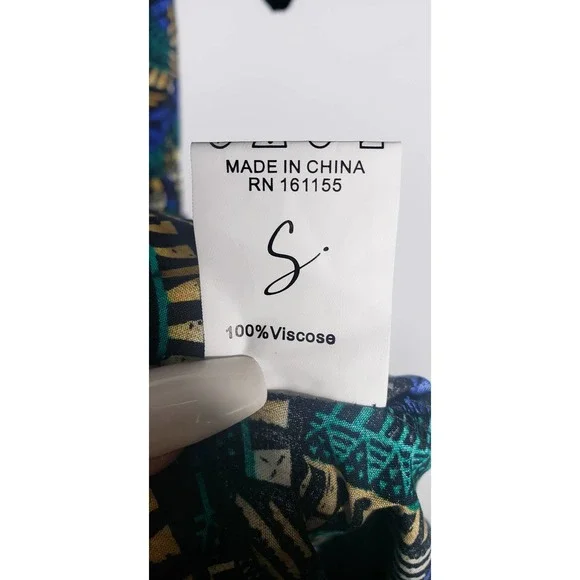 MADE IN CHINA
RN 161155
S.
100%Viscose